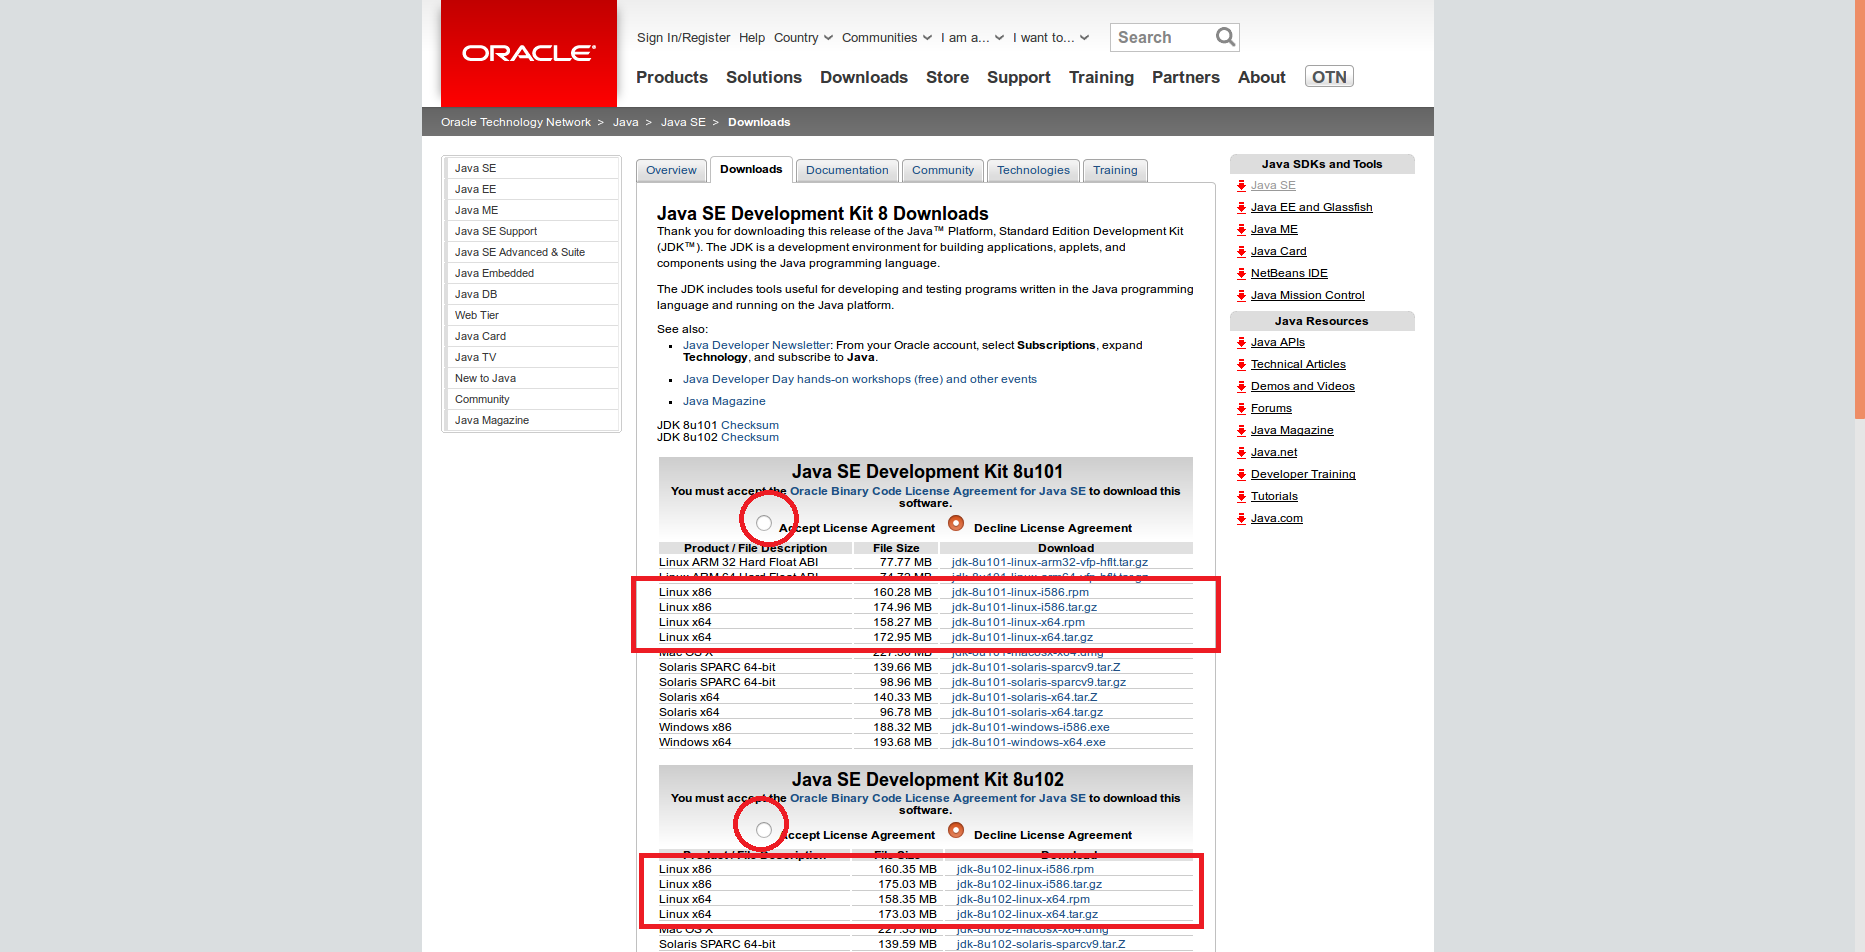 ORACLE
Sign In/Register Help Country Communities I am a... I want to... Search
Products Solutions Downloads Store Support Training Partners About OTN
Oracle Technology Network > Java > Java SE > Downloads
Java SE
Java EE
Java ME
Java SE Support
Java SE Advanced & Suite
Java Embedded
Java DB
Web Tier
Java Card
Java TV
New to Java
Community
Java Magazine
Overview Downloads Documentation Community Technologies Training
Java SE Development Kit 8 Downloads
Thank you for downloading this release of the Java™ Platform, Standard Edition Development Kit
(JDK™). The JDK is a development environment for building applications, applets, and
components using the Java programming language.
The JDK includes tools useful for developing and testing programs written in the Java programming
language and running on the Java platform.
See also:
Java Developer Newsletter: From your Oracle account, select Subscriptions, expand
Technology, and subscribe to Java.
Java Developer Day hands-on workshops (free) and other events
Java Magazine
JDK 8u101 Checksum
JDK 8u102 Checksum
Java SE Development Kit 8u101
You must accept the Oracle Binary Code License Agreement for Java SE to download this
software.
Accept License Agreement Decline License Agreement
Product / File Description File Size Download
Linux ARM 32 Hard Float ABI 77.77 MB jdk-8u101-linux-arm32-vfp-hflt.tar.gz
Linux ARM 64 Hard Float ABI 74.72 MB jdk-8u101-linux-arm64-vfp-hflt.tar.gz
Linux x86 160.28 MB jdk-8u101-linux-i586.rpm
Linux x86 174.96 MB jdk-8u101-linux-i586.tar.gz
Linux x64 158.27 MB jdk-8u101-linux-x64.rpm
Linux x64 172.95 MB jdk-8u101-linux-x64.tar.gz
Mac OS X MB jdk-8u101-macosx-x64.dmg
Solaris SPARC 64-bit 139.66 MB jdk-8u101-solaris-sparcv9.tar.Z
Solaris SPARC 64-bit 98.96 MB jdk-8u101-solaris-sparcv9.tar.gz
Solaris x64 140.33 MB jdk-8u101-solaris-x64.tar.Z
Solaris x64 96.78 MB jdk-8u101-solaris-x64.tar.gz
Windows x86 188.32 MB jdk-8u101-windows-i586.exe
Windows x64 193.68 MB jdk-8u101-windows-x64.exe
Java SE Development Kit 8u102
You must accept the Oracle Binary Code License Agreement for Java SE to download this
software.
Accept License Agreement Decline License Agreement
Product / File Description File Size Download
Linux x86 160.35 MB jdk-8u102-linux-i586.rpm
Linux x86 175.03 MB jdk-8u102-linux-i586.tar.gz
Linux x64 158.35 MB jdk-8u102-linux-x64.rpm
Linux x64 173.03 MB jdk-8u102-linux-x64.tar.gz
Mac OS X MB jdk-8u102-macosx-x64.dmg
Solaris SPARC 64-bit 139.59 MB jdk-8u102-solaris-sparcv9.tar.Z
Java SDKs and Tools
Java SE
Java EE and Glassfish
Java ME
Java Card
NetBeans IDE
Java Mission Control
Java Resources
Java APIs
Technical Articles
Demos and Videos
Forums
Java Magazine
Java.net
Developer Training
Tutorials
Java.com